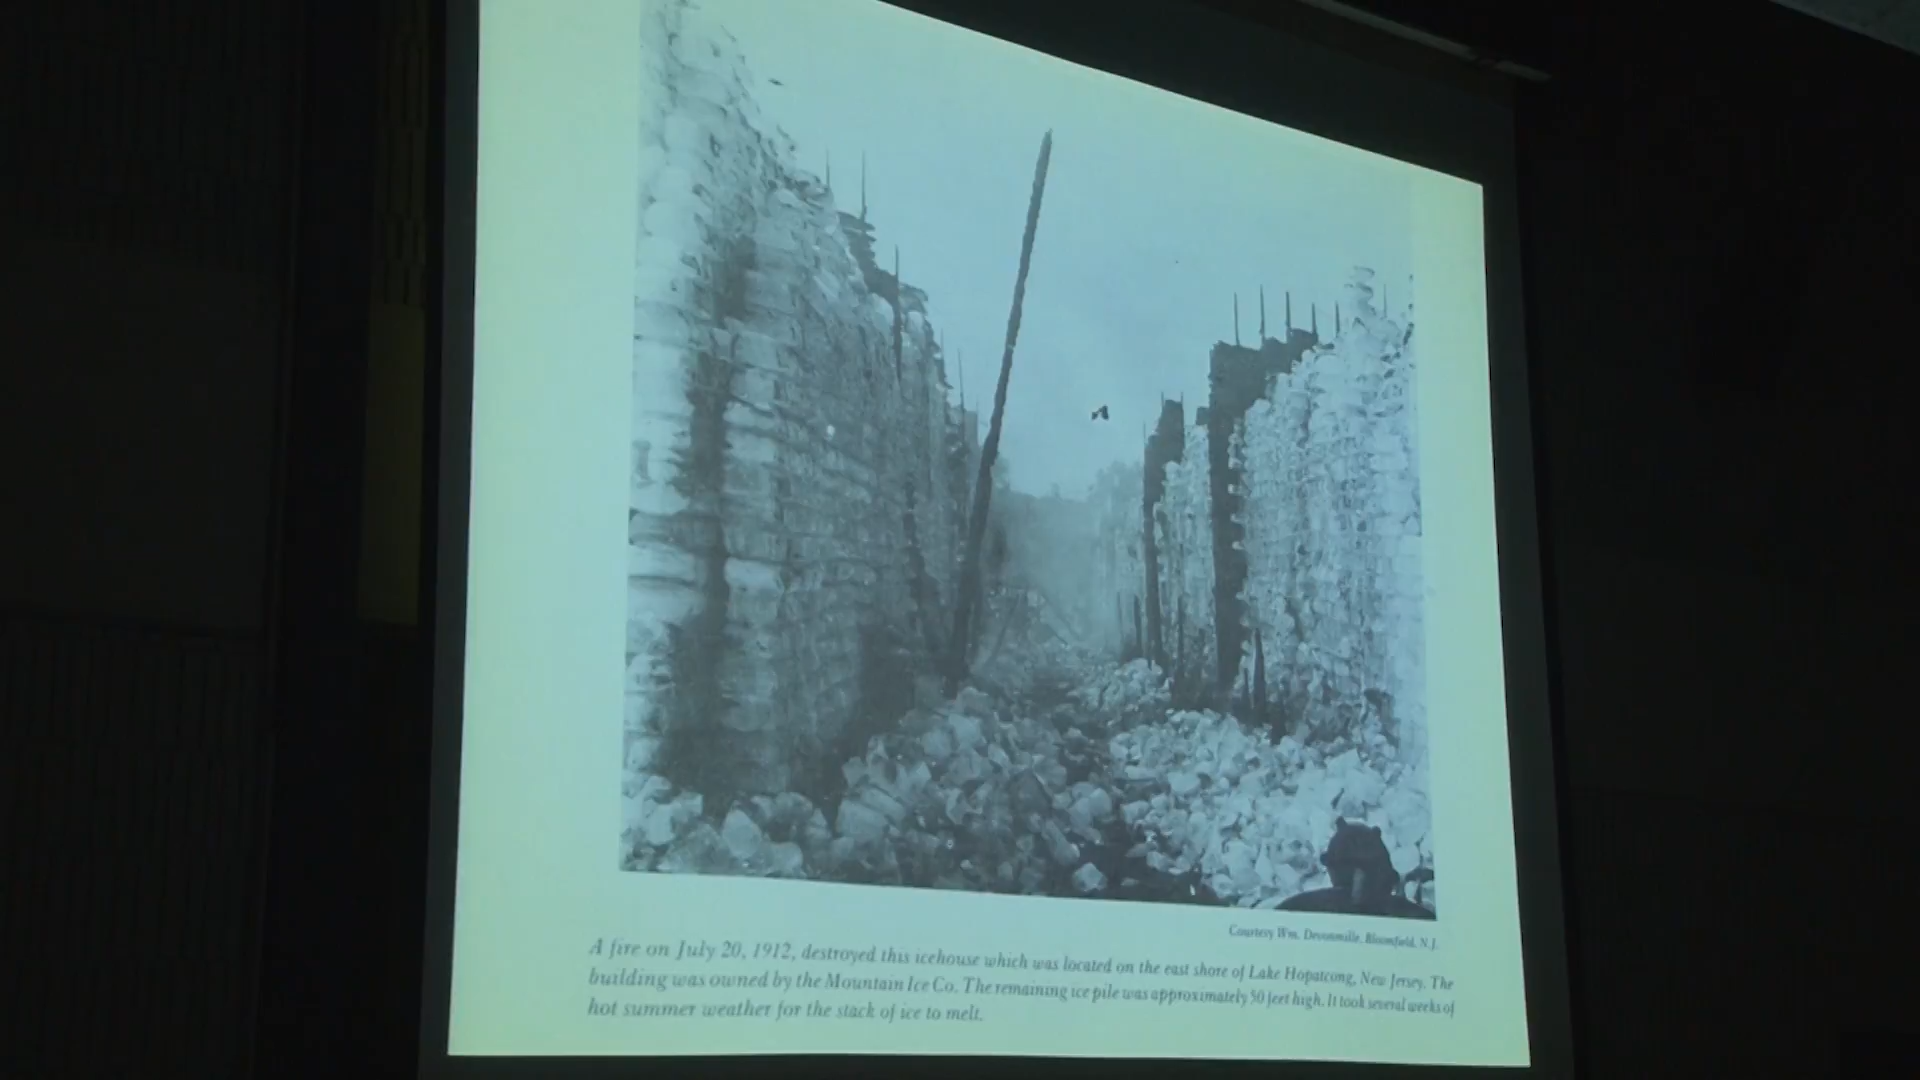 Courtesy Wm. Devonmille, Bloomfield, N.J.
A fire on July 20, 1912, destroyed this icehouse which was located on the east shore of Lake Hopatcong, New Jersey. The
building was owned by the Mountain Ice Co. The remaining ice pile was approximately 50 feet high. It took several weeks of
hot summer weather for the stack of ice to melt.